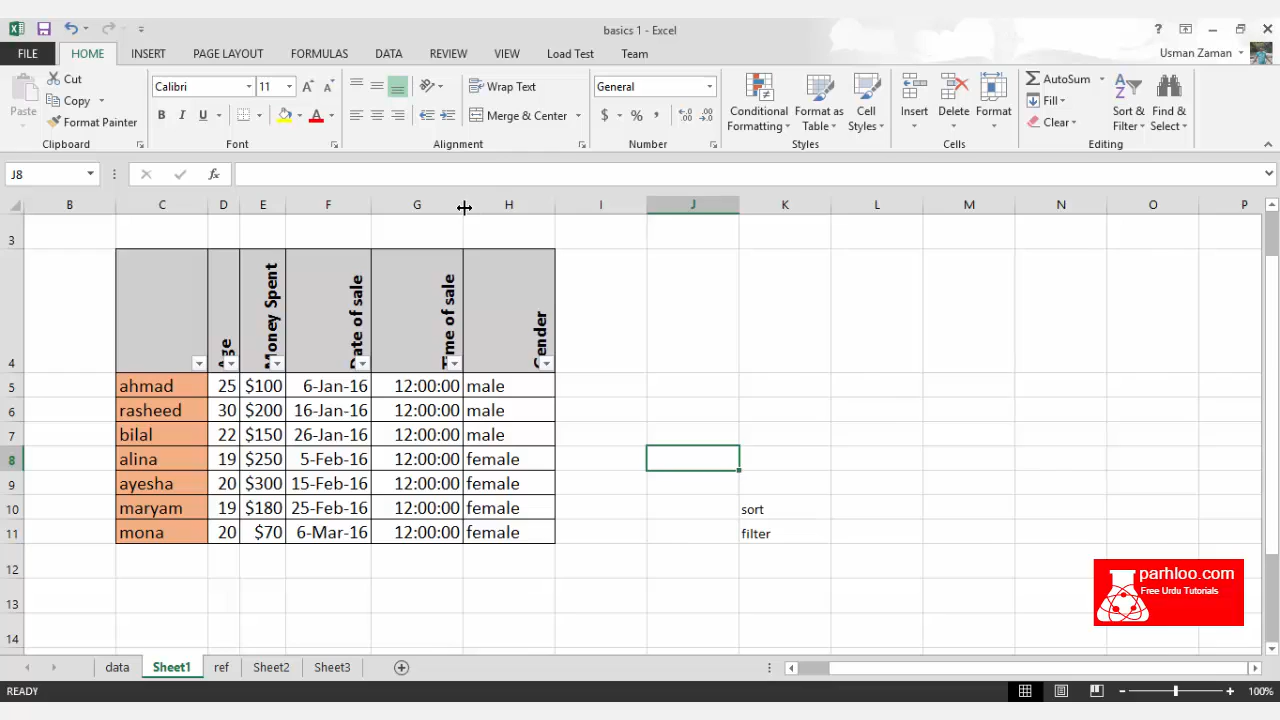 basics 1 - Excel
?
FILE HOME INSERT PAGE LAYOUT FORMULAS DATA REVIEW VIEW Load Test Team Usman Zaman
Paste
Cut
Copy
Format Painter
Clipboard
Calibri 11
B I U A
Font
Wrap Text
Merge & Center
Alignment
General
$ % ,
Number
Conditional Formatting
Format as Table
Cell Styles
Styles
Insert Delete Format
Cells
AutoSum
Fill
Clear
Sort & Filter
Find & Select
Editing
J8 fx
B C D E F G H I J K L M N O P
3
4 Age Money Spent Date of sale Time of sale Gender
5 ahmad 25 $100 6-Jan-16 12:00:00 male
6 rasheed 30 $200 16-Jan-16 12:00:00 male
7 bilal 22 $150 26-Jan-16 12:00:00 male
8 alina 19 $250 5-Feb-16 12:00:00 female
9 ayesha 20 $300 15-Feb-16 12:00:00 female
10 maryam 19 $180 25-Feb-16 12:00:00 female sort
11 mona 20 $70 6-Mar-16 12:00:00 female filter
12
13
14
parhloo.com
Free Urdu Tutorials
data Sheet1 ref Sheet2 Sheet3
READY 100%